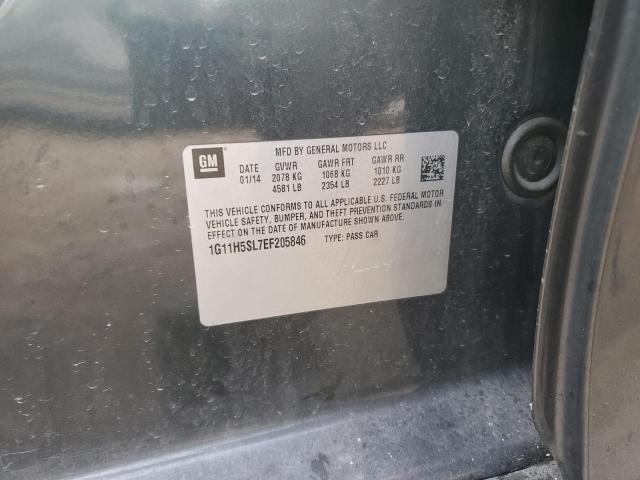 GM
MFD BY GENERAL MOTORS LLC
DATE GVWR GAWR FRT GAWR RR
01/14 2078 KG 1068 KG 1010 KG
4581 LB 2354 LB 2227 LB
THIS VEHICLE CONFORMS TO ALL APPLICABLE U.S. FEDERAL MOTOR
VEHICLE SAFETY, BUMPER, AND THEFT PREVENTION STANDARDS IN
EFFECT ON THE DATE OF MANUFACTURE SHOWN ABOVE.
1G11H5SL7EF205846 TYPE: PASS CAR